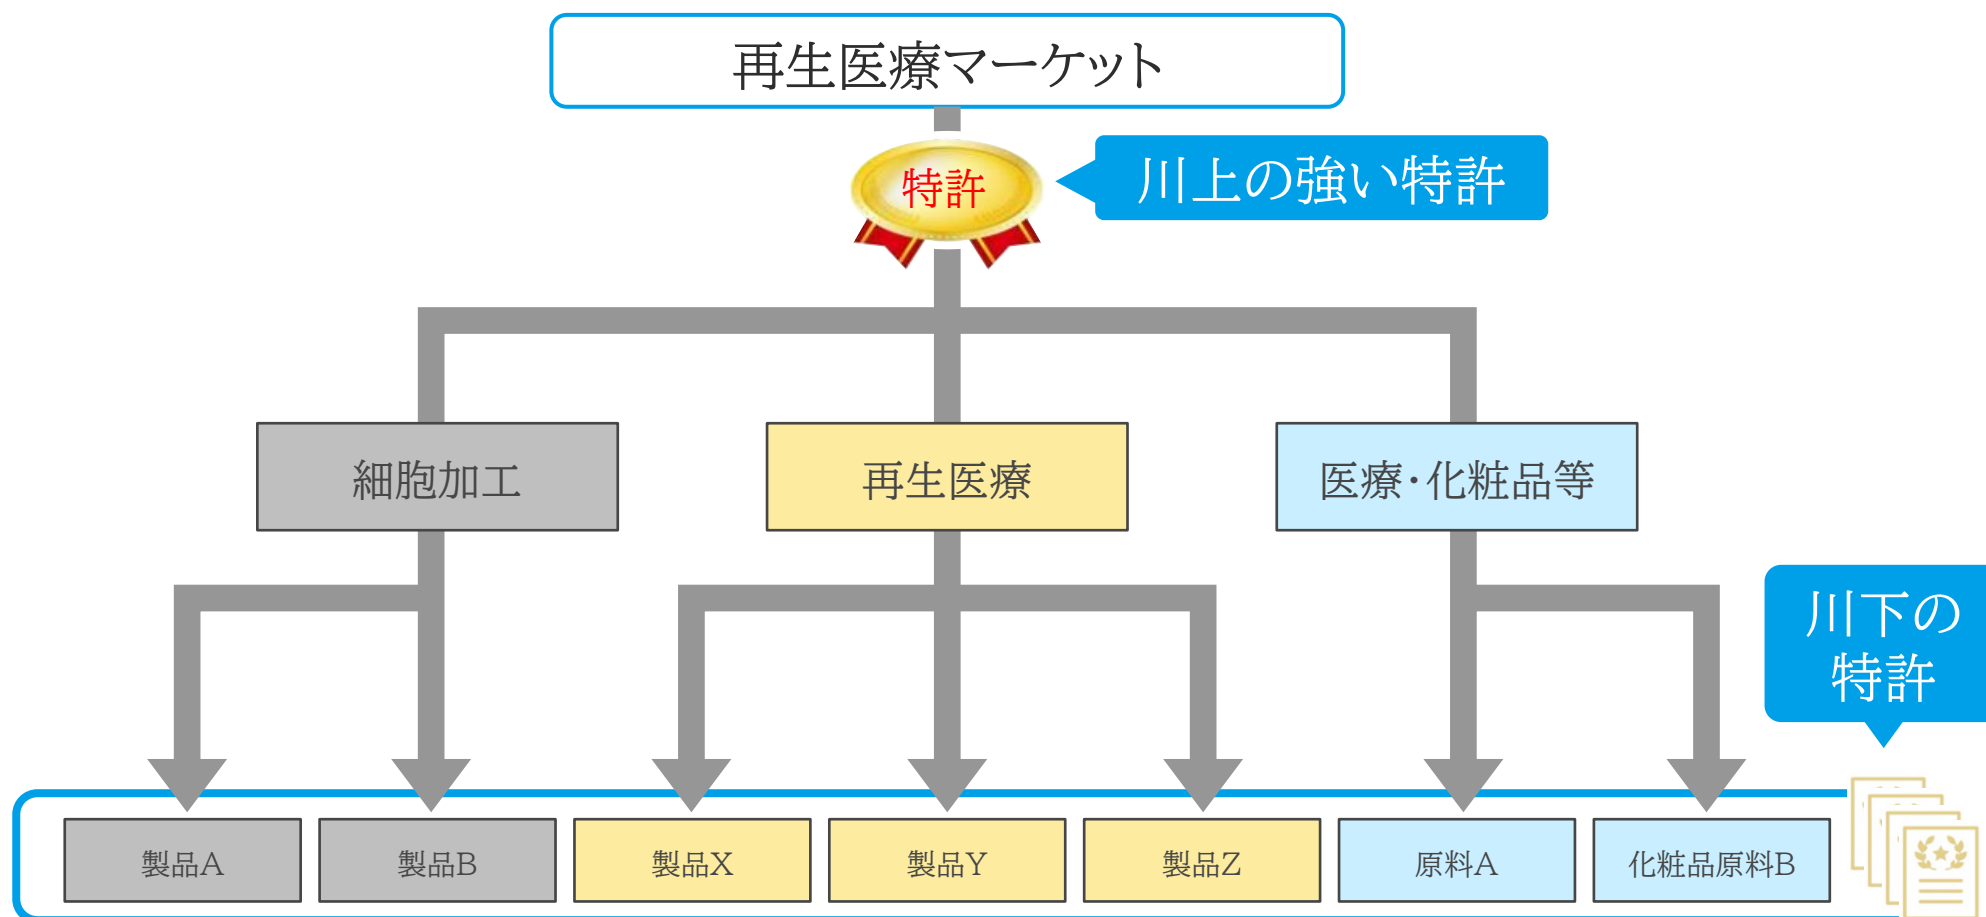 再生医療マーケット
特許
川上の強い特許
細胞加工
再生医療
医療・化粧品等
川下の
特許
製品A
製品B
製品X
製品Y
製品Z
原料A
化粧品原料B